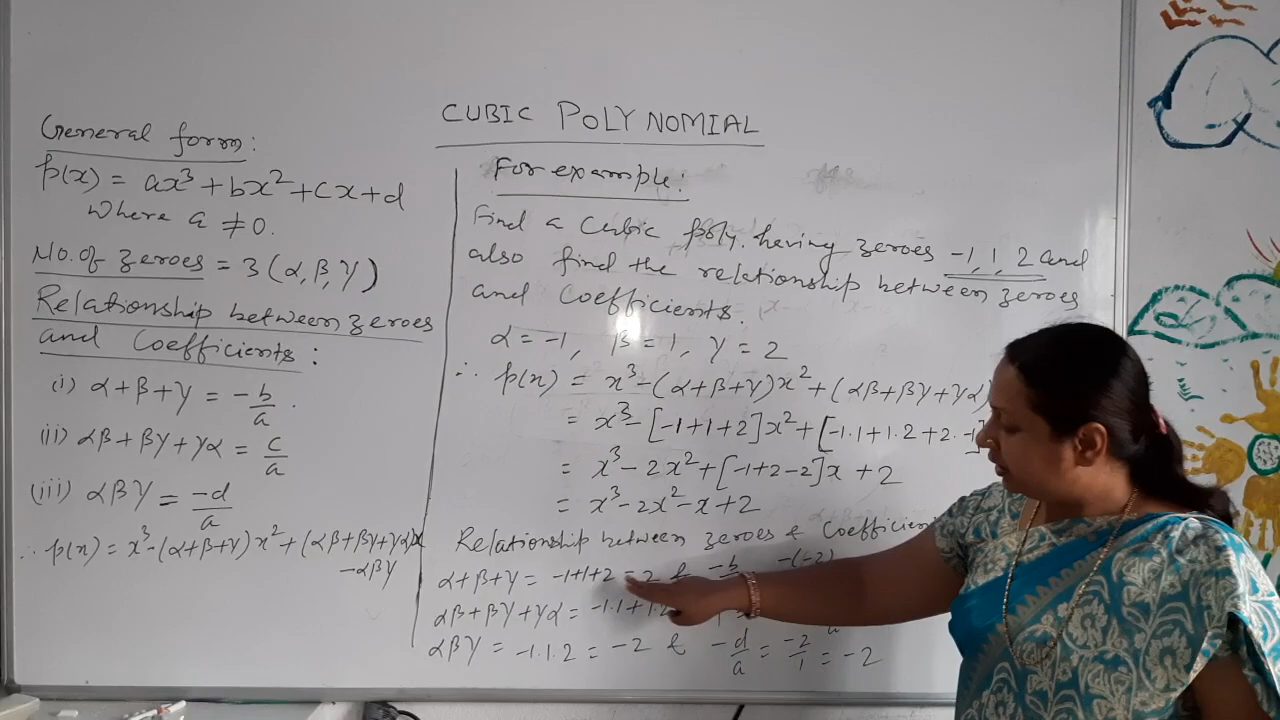 CUBIC POLYNOMIAL
General form:
p(x) = ax³ + bx² + cx + d
Where a ≠ 0.
No. of zeroes = 3 (α, β, γ)
Relationship between zeroes
and Coefficients:
(i) α+β+γ = -b/a.
(ii) αβ+βγ+γα = c/a
(iii) αβγ = -d/a
∴ p(x) = x³-(α+β+γ)x²+(αβ+βγ+γα)x
-αβγ
For example:
Find a Cubic poly. having zeroes -1, 1, 2 and
also find the relationship between zeroes
and Coefficients.
α = -1, β = 1, γ = 2
∴ p(x) = x³-(α+β+γ)x²+(αβ+βγ+γα)
= x³-[-1+1+2]x²+[-1.1+1.2+2.-1]
= x³-2x²+[-1+2-2]x+2
= x³-2x²-x+2
Relationship between zeroes & Coefficien
α+β+γ = -1+1+2 = 2 & -b -(-2)
αβ+βγ+γα = -1.1+1.2
αβγ = -1.1.2 = -2 & -d/a = -2/1 = -2